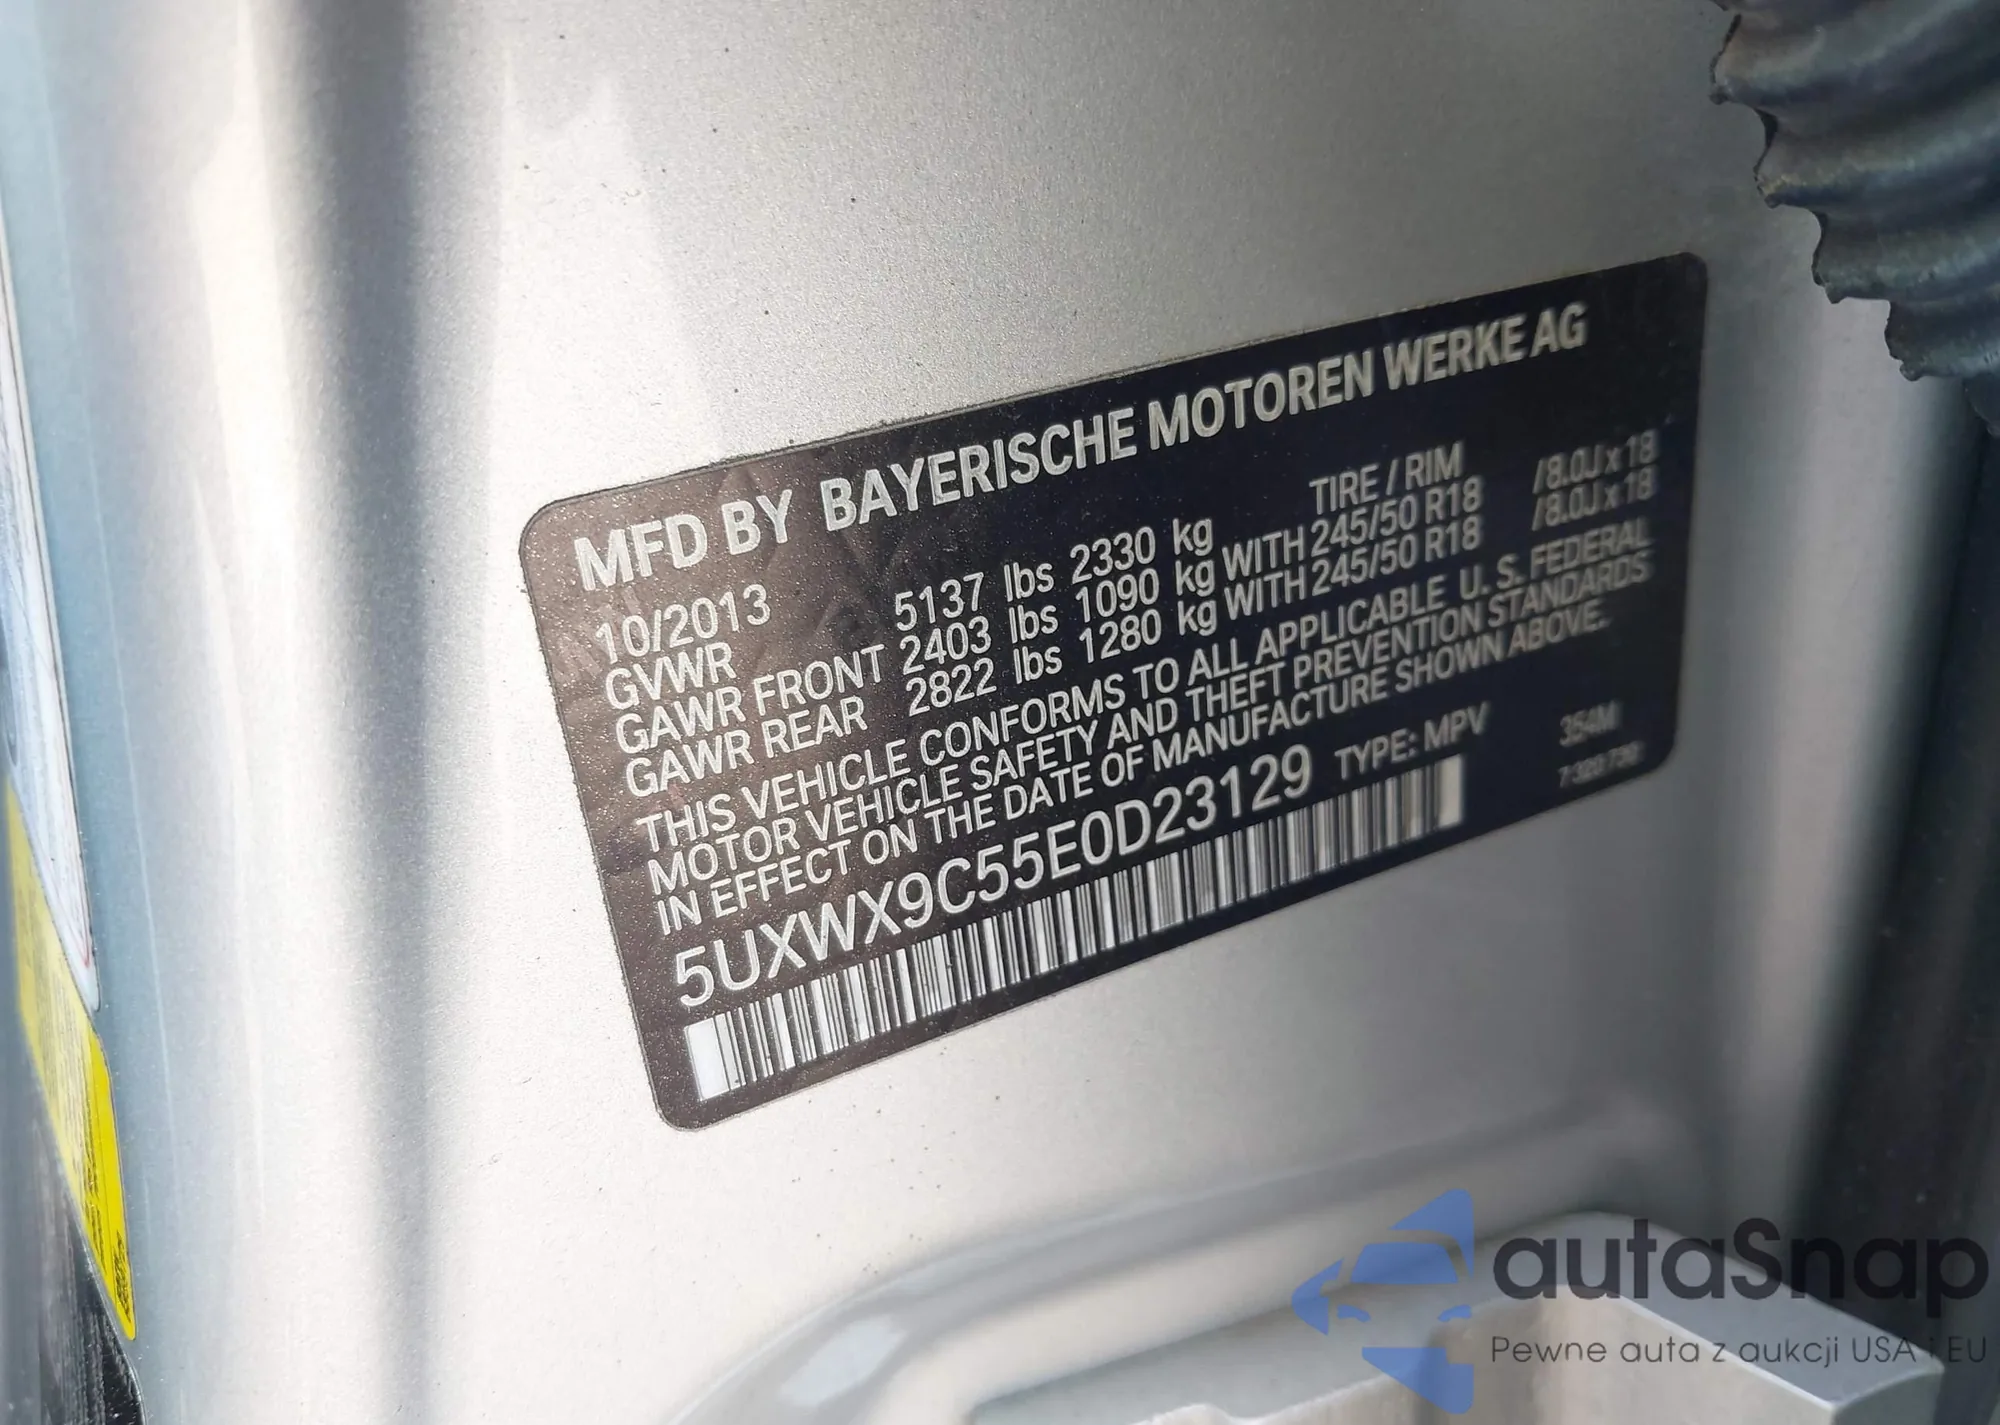 MFD BY BAYERISCHE MOTOREN WERKE AG
10/2013 TIRE / RIM
GVWR 5137 lbs 2330 kg
GAWR FRONT 2403 lbs 1090 kg WITH 245/50 R18 /8.0J x 18
GAWR REAR 2822 lbs 1280 kg WITH 245/50 R18 /8.0J x 18
THIS VEHICLE CONFORMS TO ALL APPLICABLE U. S. FEDERAL
MOTOR VEHICLE SAFETY AND THEFT PREVENTION STANDARDS
IN EFFECT ON THE DATE OF MANUFACTURE SHOWN ABOVE.
5UXWX9C55E0D23129 TYPE: MPV 354M
autaSnap
Pewne auta z aukcji USA i EU